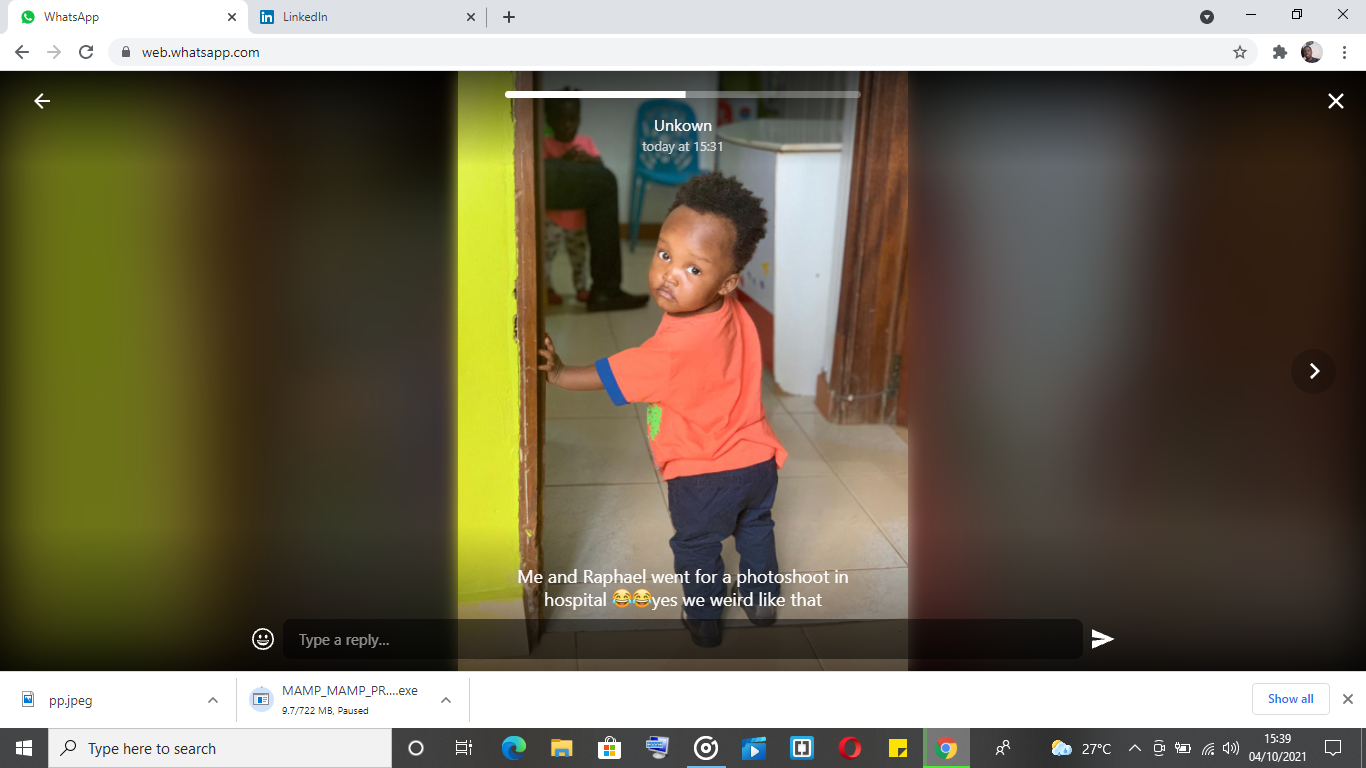 WhatsApp
LinkedIn
web.whatsapp.com
Unkown
today at 15:31
Me and Raphael went for a photoshoot in
hospital 😂😂yes we weird like that
Type a reply...
pp.jpeg
MAMP_MAMP_PR....exe
9.7/722 MB, Paused
Show all
Type here to search
27°C
15:39
04/10/2021